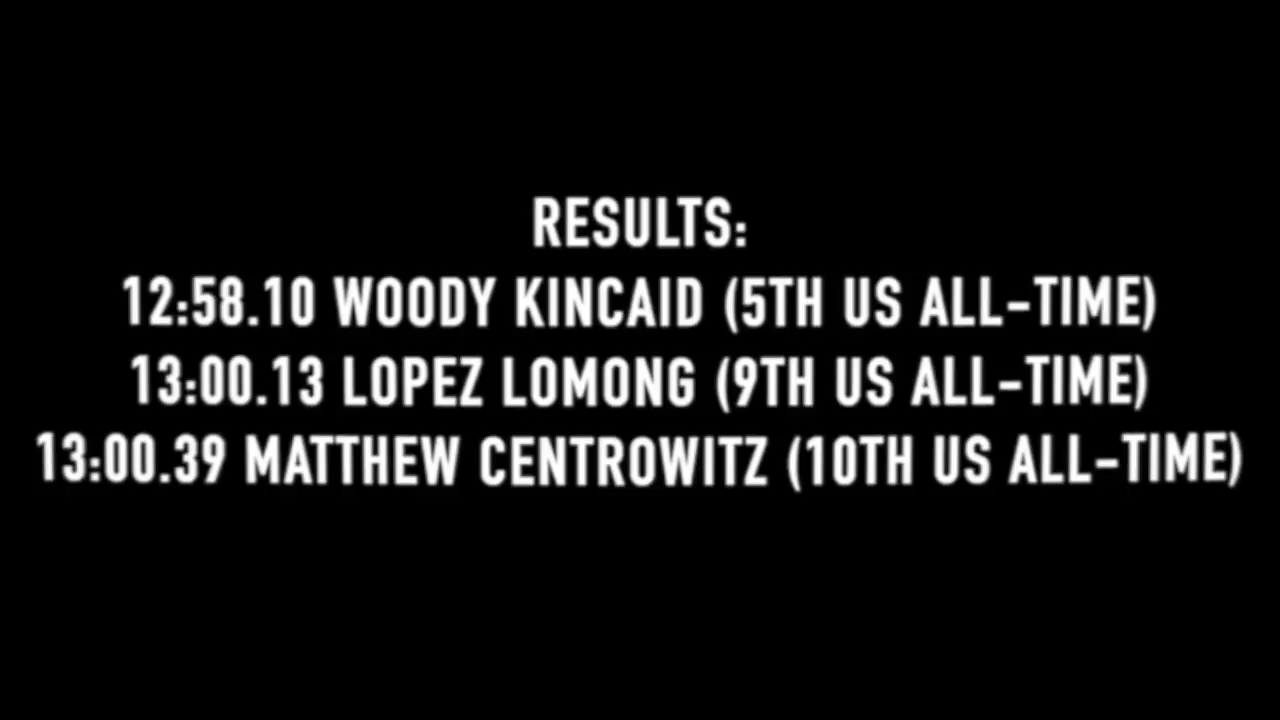 RESULTS:
12:58.10 WOODY KINCAID (5TH US ALL-TIME)
13:00.13 LOPEZ LOMONG (9TH US ALL-TIME)
13:00.39 MATTHEW CENTROWITZ (10TH US ALL-TIME)